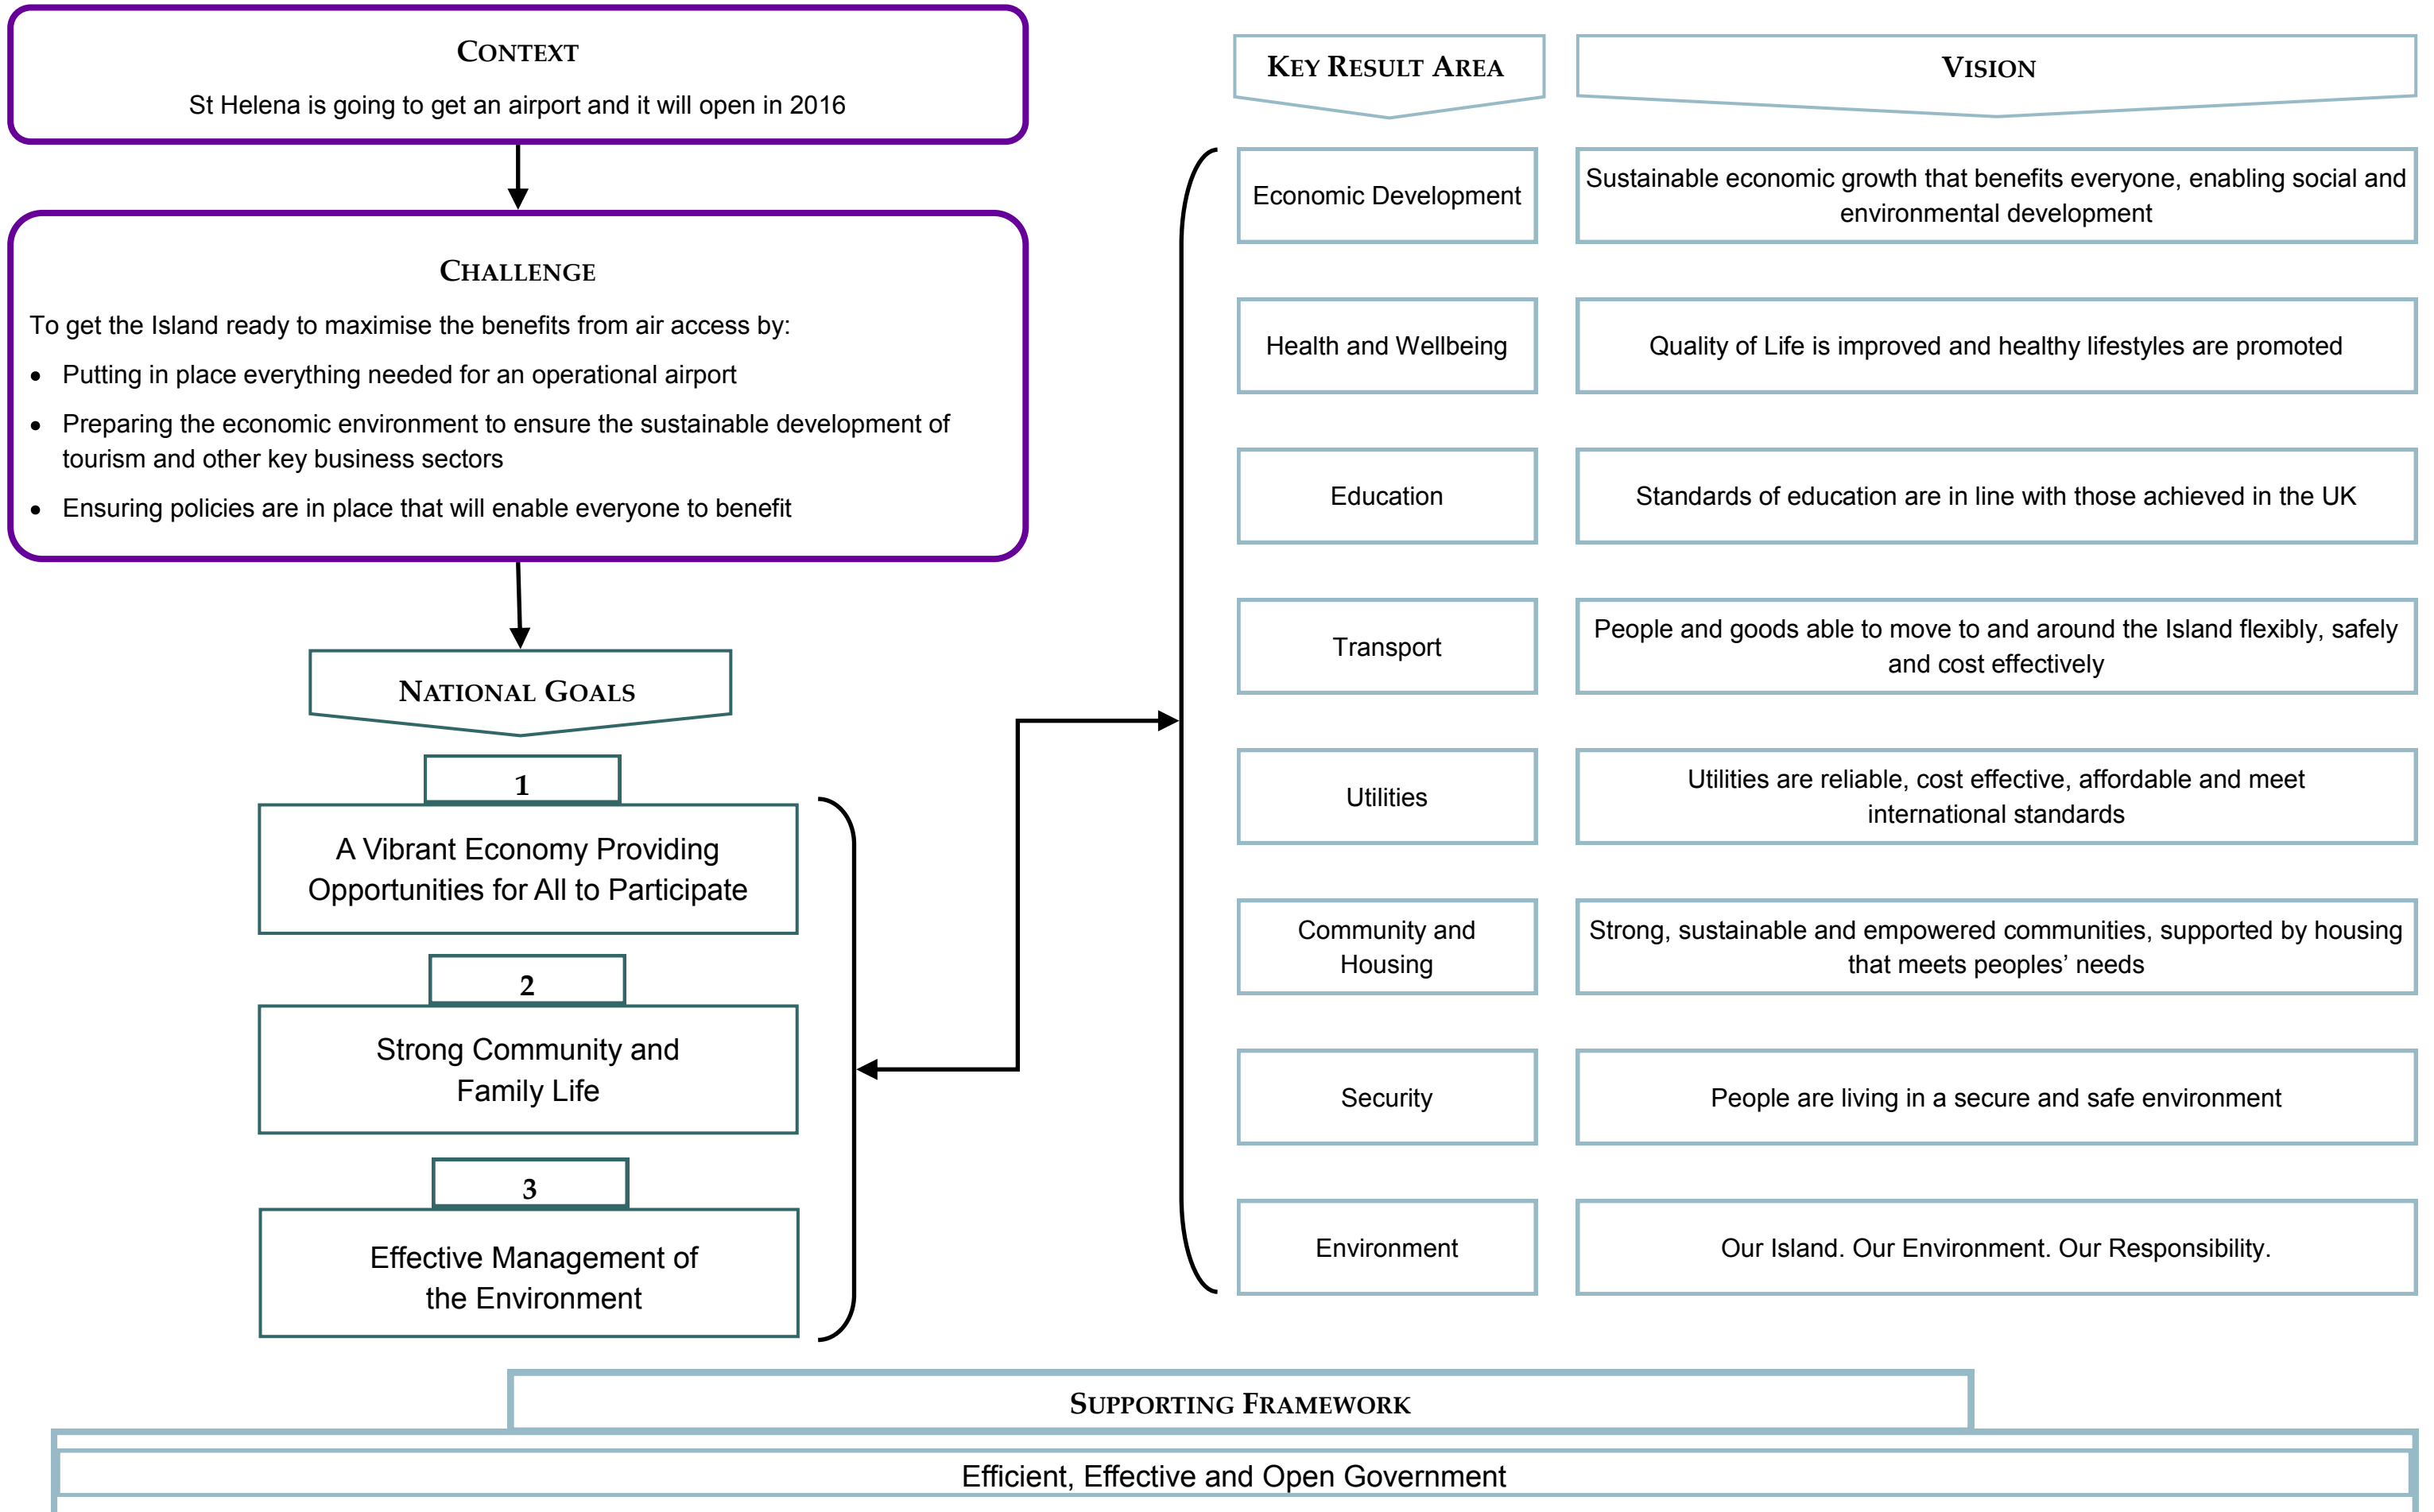 CONTEXT
St Helena is going to get an airport and it will open in 2016
CHALLENGE
To get the Island ready to maximise the benefits from air access by:
• Putting in place everything needed for an operational airport
• Preparing the economic environment to ensure the sustainable development of
tourism and other key business sectors
• Ensuring policies are in place that will enable everyone to benefit
NATIONAL GOALS
1
A Vibrant Economy Providing
Opportunities for All to Participate
2
Strong Community and
Family Life
3
Effective Management of
the Environment
KEY RESULT AREA
VISION
Economic Development
Sustainable economic growth that benefits everyone, enabling social and
environmental development
Health and Wellbeing
Quality of Life is improved and healthy lifestyles are promoted
Education
Standards of education are in line with those achieved in the UK
Transport
People and goods able to move to and around the Island flexibly, safely
and cost effectively
Utilities
Utilities are reliable, cost effective, affordable and meet
international standards
Community and
Housing
Strong, sustainable and empowered communities, supported by housing
that meets peoples’ needs
Security
People are living in a secure and safe environment
Environment
Our Island. Our Environment. Our Responsibility.
SUPPORTING FRAMEWORK
Efficient, Effective and Open Government